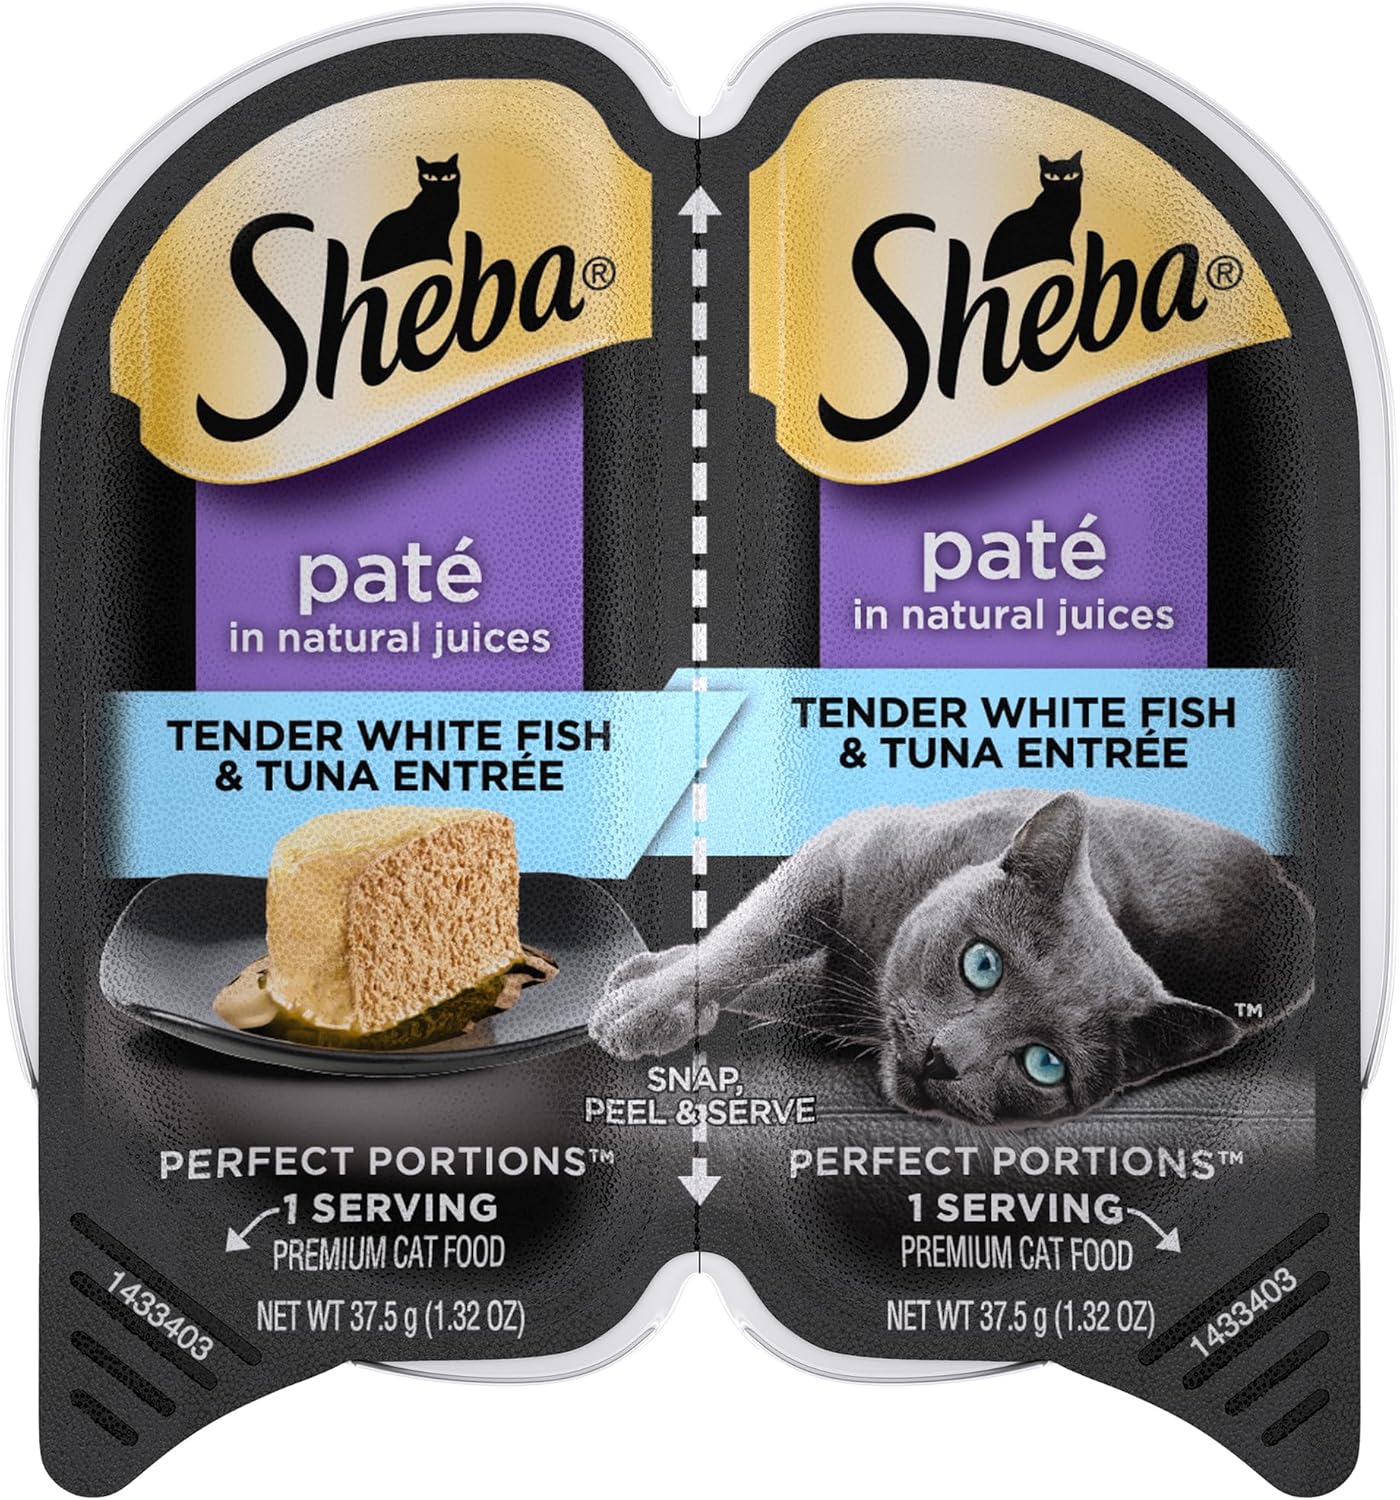 Sheba®
paté
in natural juices
TENDER WHITE FISH
& TUNA ENTRÉE
PERFECT PORTIONS™
1 SERVING
PREMIUM CAT FOOD
NET WT 37.5 g (1.32 OZ)
1433403
SNAP,
PEEL & SERVE
Sheba®
paté
in natural juices
TENDER WHITE FISH
& TUNA ENTRÉE
™
PERFECT PORTIONS™
1 SERVING
PREMIUM CAT FOOD
NET WT 37.5 g (1.32 OZ)
1433403